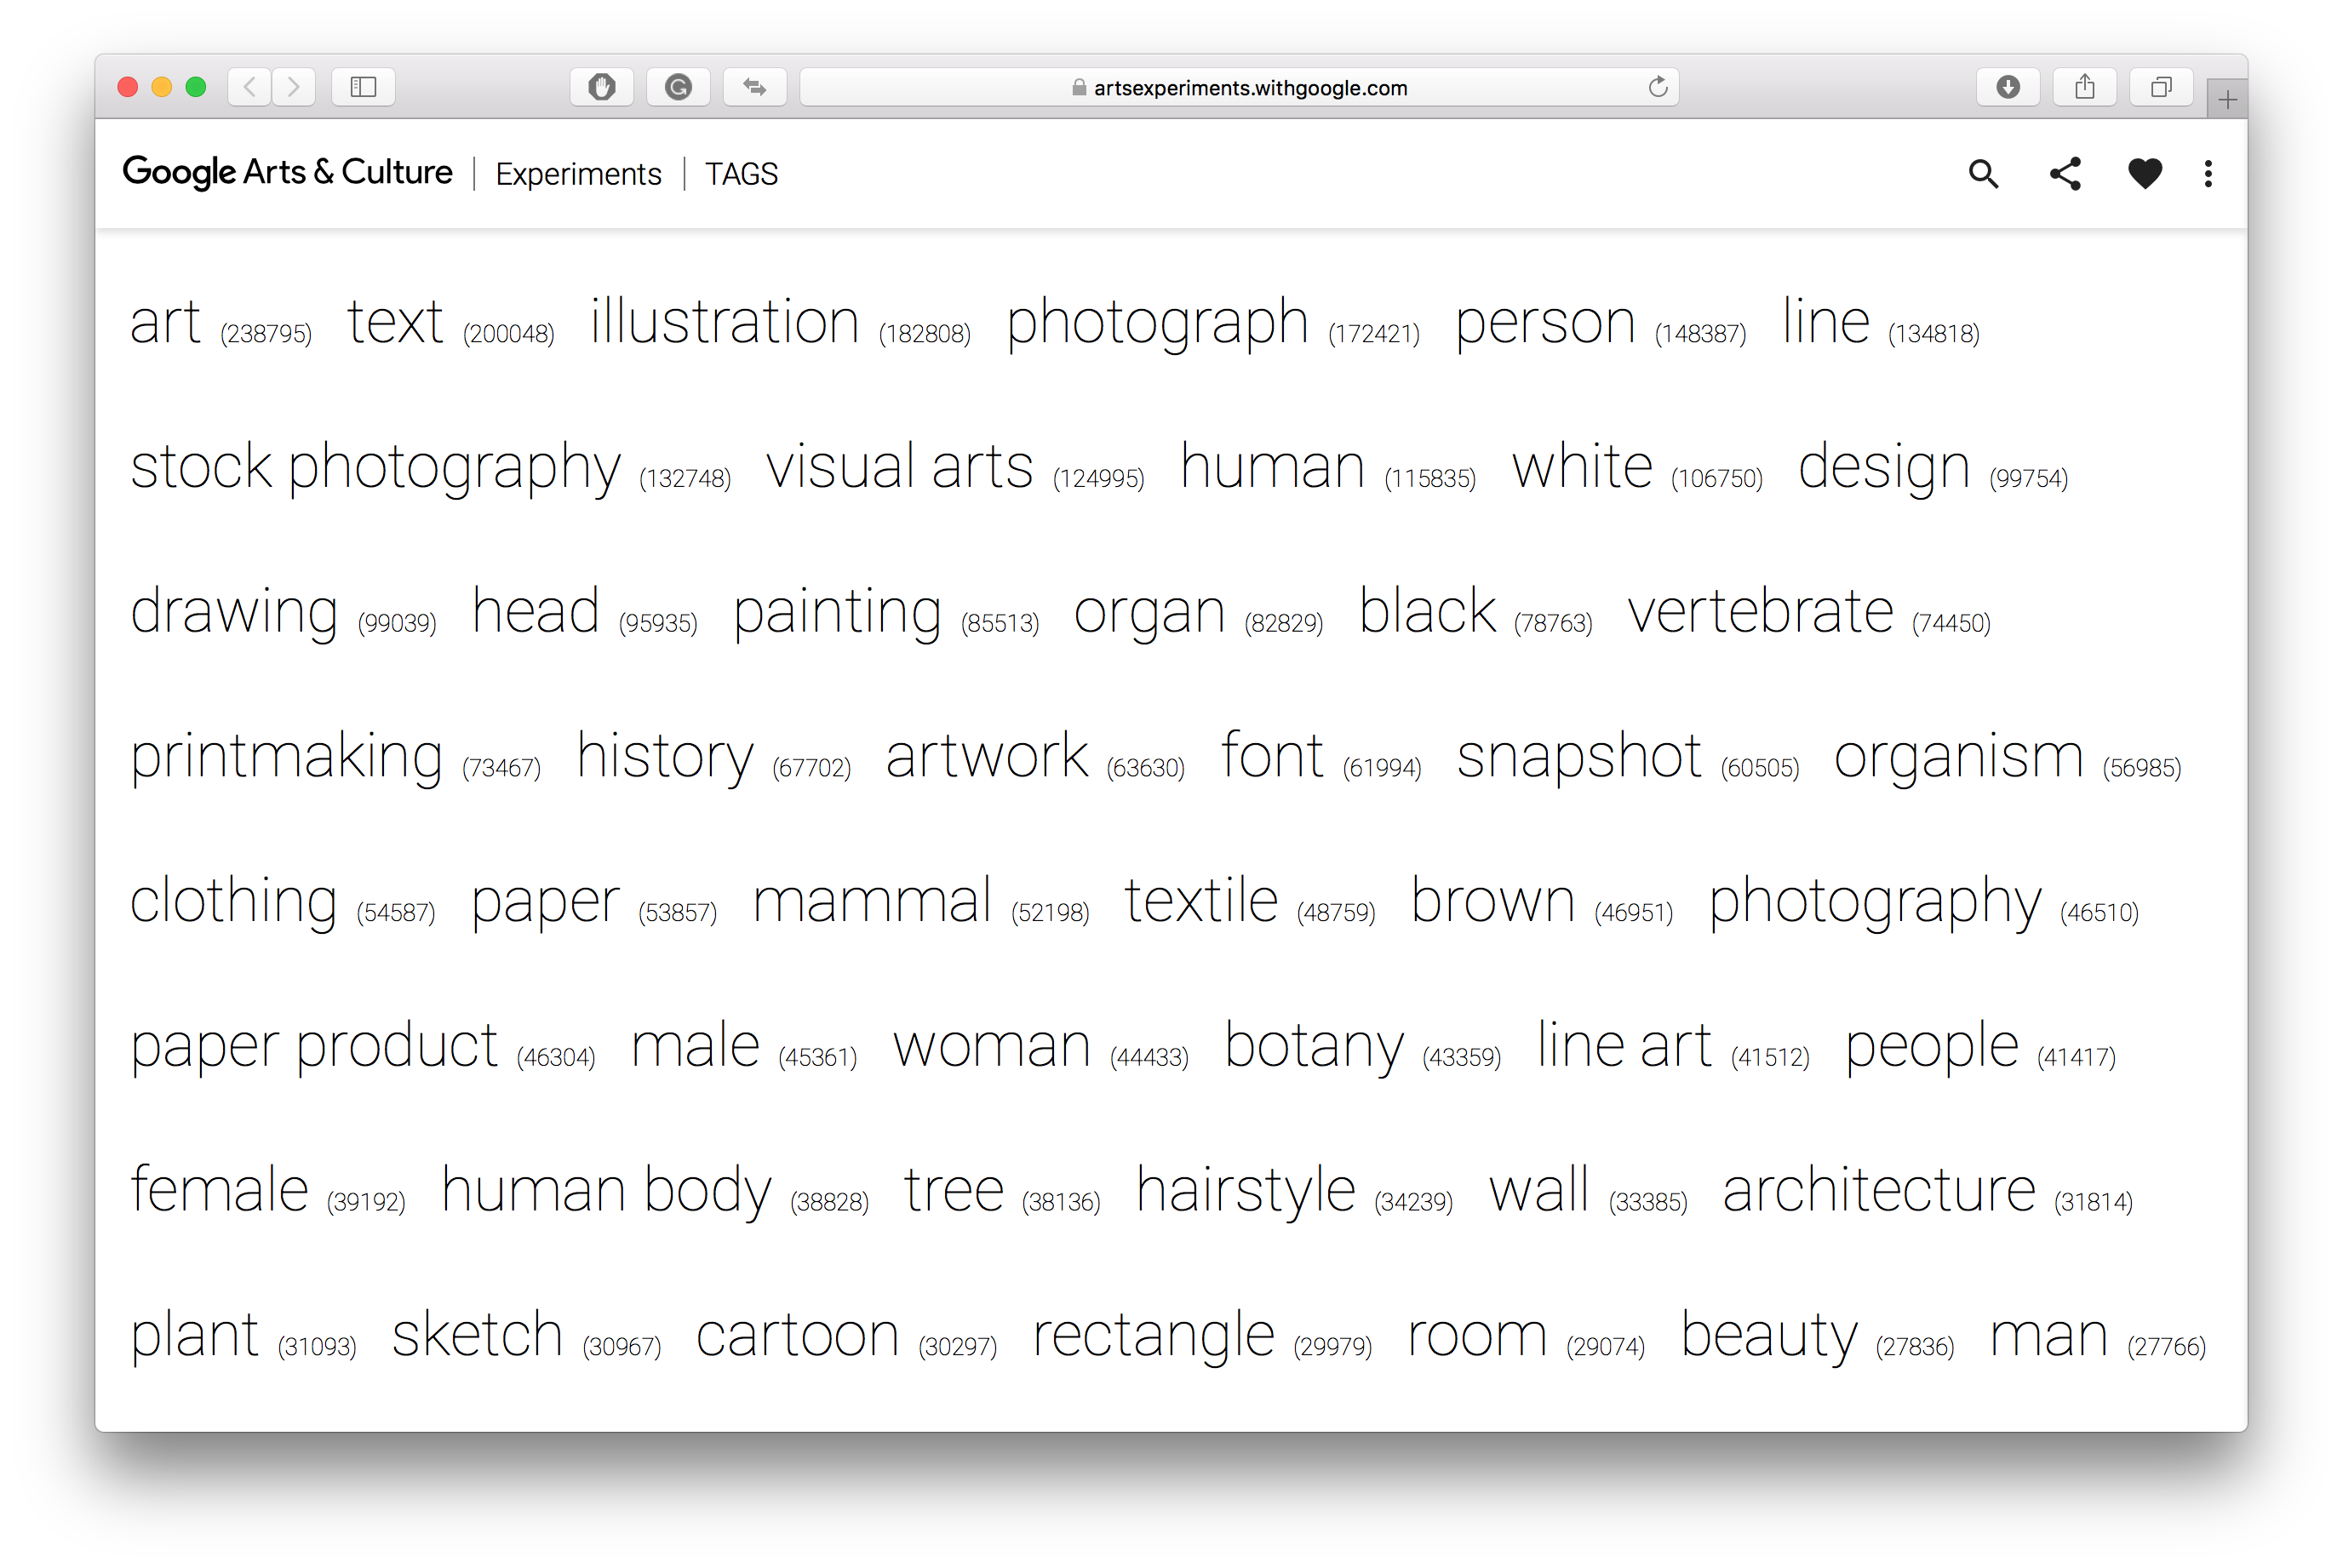 artsexperiments.withgoogle.com
Google Arts & Culture | Experiments | TAGS
art (238795) text (200048) illustration (182808) photograph (172421) person (148387) line (134818)
stock photography (132748) visual arts (124995) human (115835) white (106750) design (99754)
drawing (99039) head (95935) painting (85513) organ (82829) black (78763) vertebrate (74450)
printmaking (73467) history (67702) artwork (63630) font (61994) snapshot (60505) organism (56985)
clothing (54587) paper (53857) mammal (52198) textile (48759) brown (46951) photography (46510)
paper product (46304) male (45361) woman (44433) botany (43359) line art (41512) people (41417)
female (39192) human body (38828) tree (38136) hairstyle (34239) wall (33385) architecture (31814)
plant (31093) sketch (30967) cartoon (30297) rectangle (29979) room (29074) beauty (27836) man (27766)